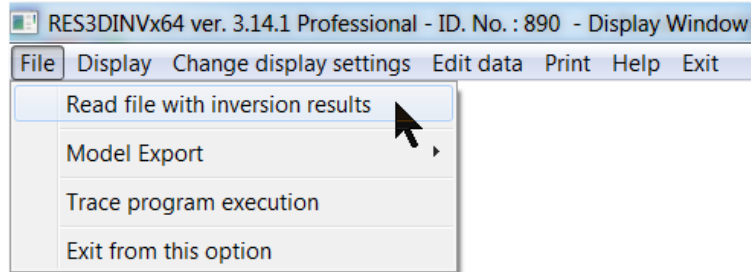 RES3DINVx64 ver. 3.14.1 Professional - ID. No. : 890 - Display Window
File Display Change display settings Edit data Print Help Exit
Read file with inversion results
Model Export
Trace program execution
Exit from this option